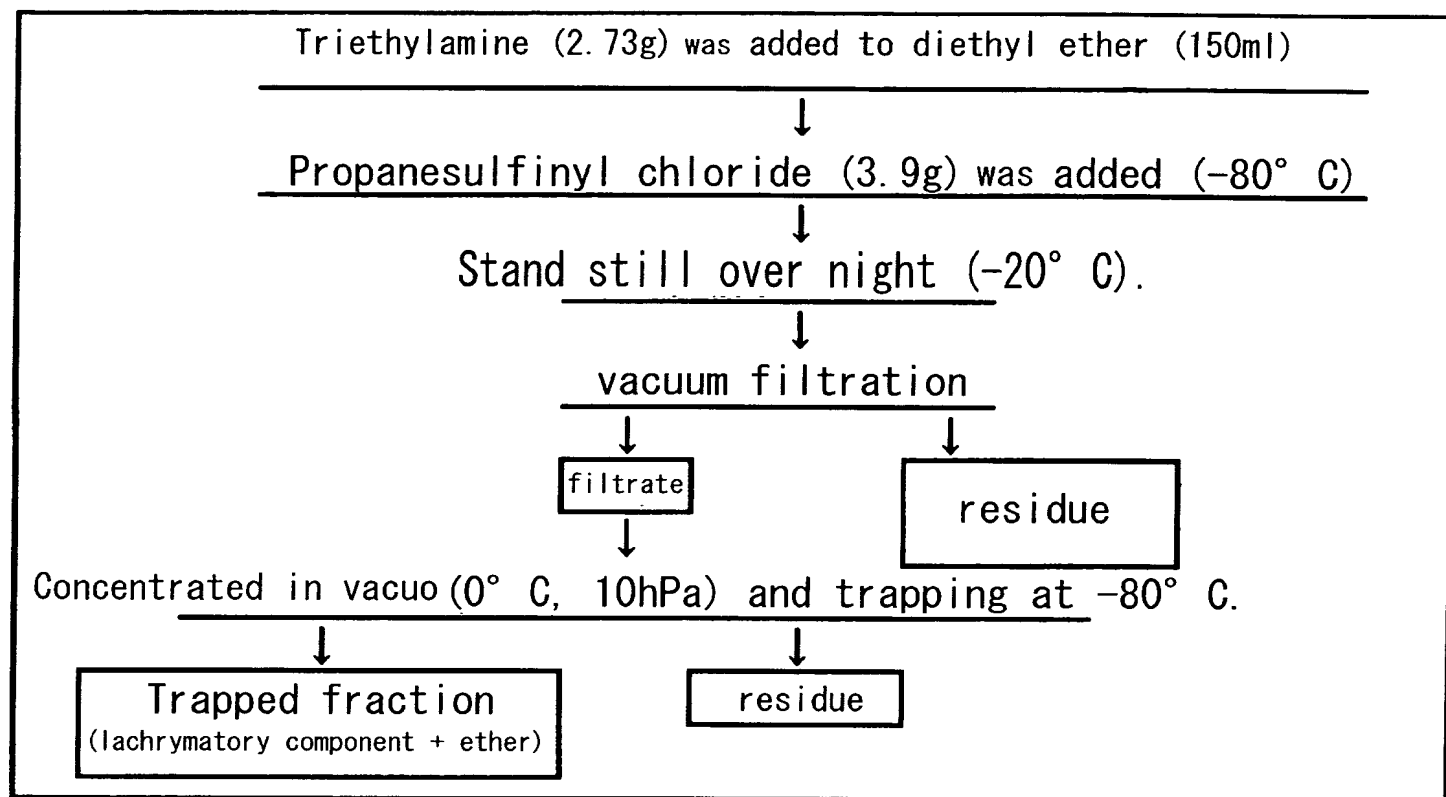 Triethylamine (2.73g) was added to diethyl ether (150ml)
↓
Propanesulfinyl chloride (3.9g) was added (-80° C)
↓
Stand still over night (-20° C).
↓
vacuum filtration
↓ ↓
filtrate
residue
↓
Concentrated in vacuo (0° C, 10hPa) and trapping at -80° C.
↓ ↓
Trapped fraction
(lachrymatory component + ether)
residue